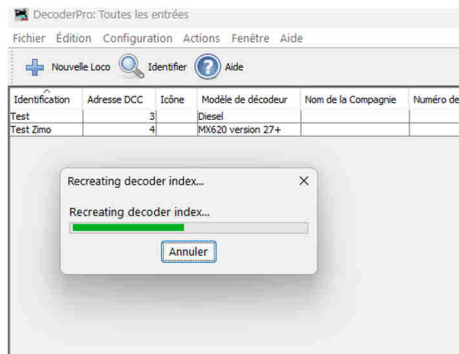 DecoderPro: Toutes les entrées
Fichier Édition Configuration Actions Fenêtre Aide
Nouvelle Loco Identifier Aide
Identification Adresse DCC Icône Modèle de décodeur Nom de la Compagnie Numéro de
Test 3 Diesel
Test Zimo 4 MX620 version 27+
Recreating decoder index...
Recreating decoder index...
Annuler